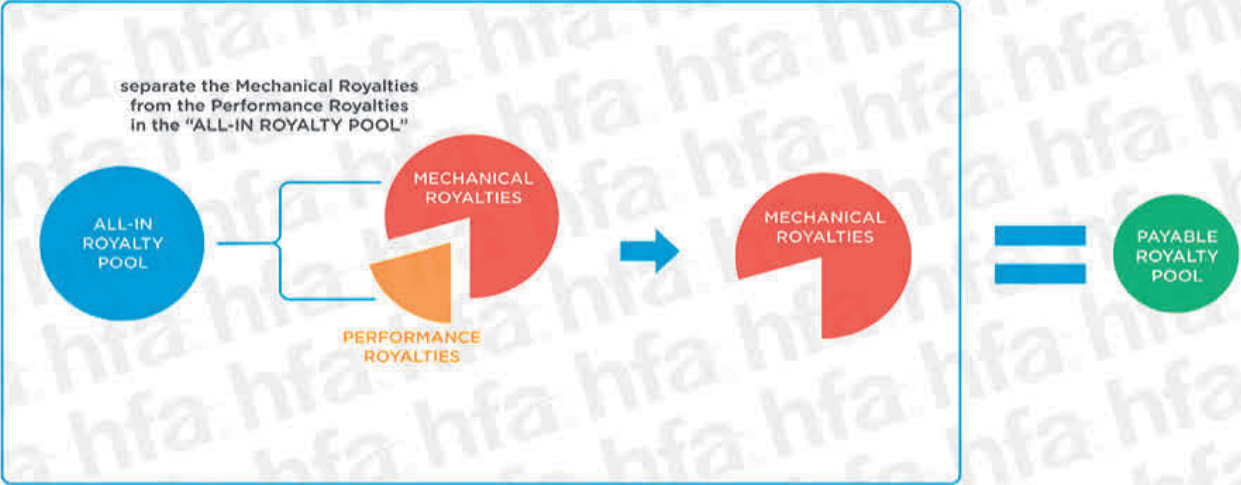 separate the Mechanical Royalties
from the Performance Royalties
in the “ALL-IN ROYALTY POOL”
ALL-IN
ROYALTY
POOL
MECHANICAL
ROYALTIES
PERFORMANCE
ROYALTIES
MECHANICAL
ROYALTIES
PAYABLE
ROYALTY
POOL
hfa